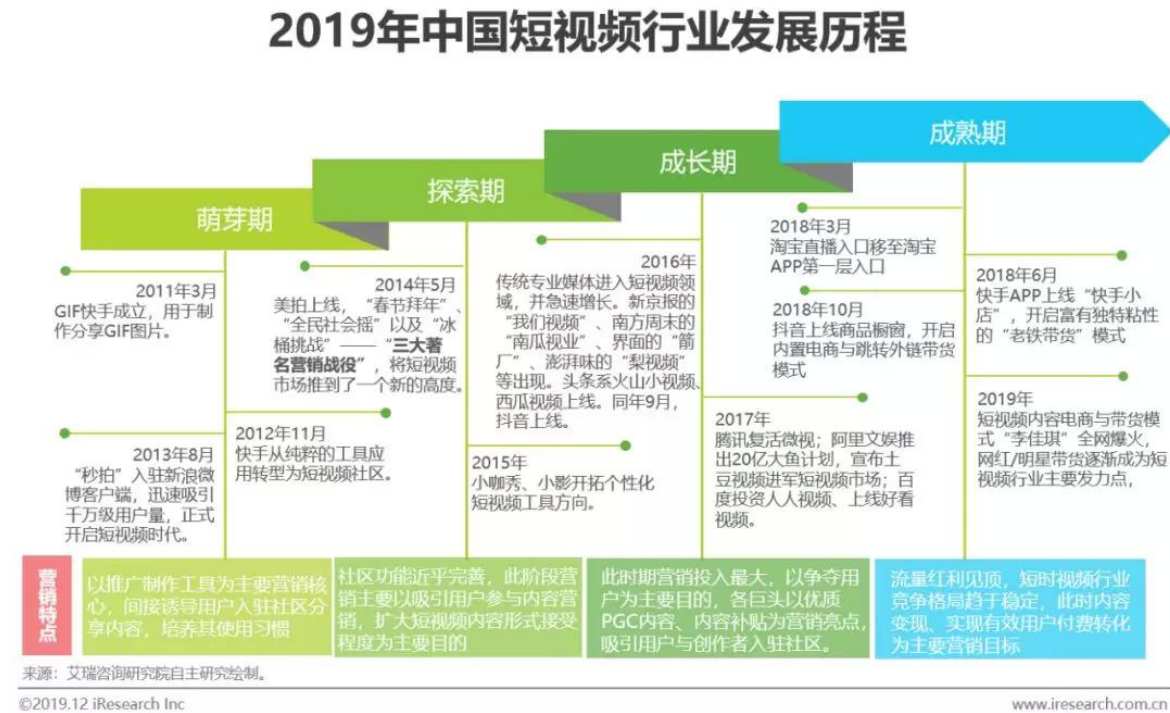 2019年中国短视频行业发展历程
萌芽期
探索期
成长期
成熟期
2011年3月
GIF快手成立，用于制
作分享GIF图片。
2013年8月
“秒拍”入驻新浪微
博客户端，迅速吸引
千万级用户量，正式
开启短视频时代。
2012年11月
快手从纯粹的工具应
用转型为短视频社区。
2014年5月
美拍上线，“春节拜年”、
“全民社会摇”以及“冰
桶挑战”——“三大著
名营销战役”，将短视频
市场推到了一个新的高度。
2015年
小咖秀、小影开拓个性化
短视频工具方向。
2016年
传统专业媒体进入短视频领
域，并急速增长。新京报的
“我们视频”、南方周末的
“南瓜视业”、界面的“箭
厂”、澎湃味的“梨视频”
等出现。头条系火山小视频、
西瓜视频上线。同年9月，
抖音上线。
2017年
腾讯复活微视；阿里文娱推
出20亿大鱼计划，宣布土
豆视频进军短视频市场；百
度投资人人视频、上线好看
视频。
2018年3月
淘宝直播入口移至淘宝
APP第一层入口
2018年10月
抖音上线商品橱窗，开启
内置电商与跳转外链带货
模式
2018年6月
快手APP上线“快手小
店”，开启富有独特粘性
的“老铁带货”模式
2019年
短视频内容电商与带货模
式“李佳琪”全网爆火，
网红/明星带货逐渐成为短
视频行业主要发力点，
营销特点
以推广制作工具为主要营销核
心，间接诱导用户入驻社区分
享内容，培养其使用习惯
社区功能近乎完善，此阶段营
销主要以吸引用户参与内容营
销，扩大短视频内容形式接受
程度为主要目的
此时期营销投入最大，以争夺用
户为主要目的，各巨头以优质
PGC内容、内容补贴为营销亮点，
吸引用户与创作者入驻社区。
流量红利见顶，短时视频行业
竞争格局趋于稳定，此时内容
变现、实现有效用户付费转化
为主要营销目标
来源：艾瑞咨询研究院自主研究绘制。
©2019.12 iResearch Inc
www.iresearch.com.cn